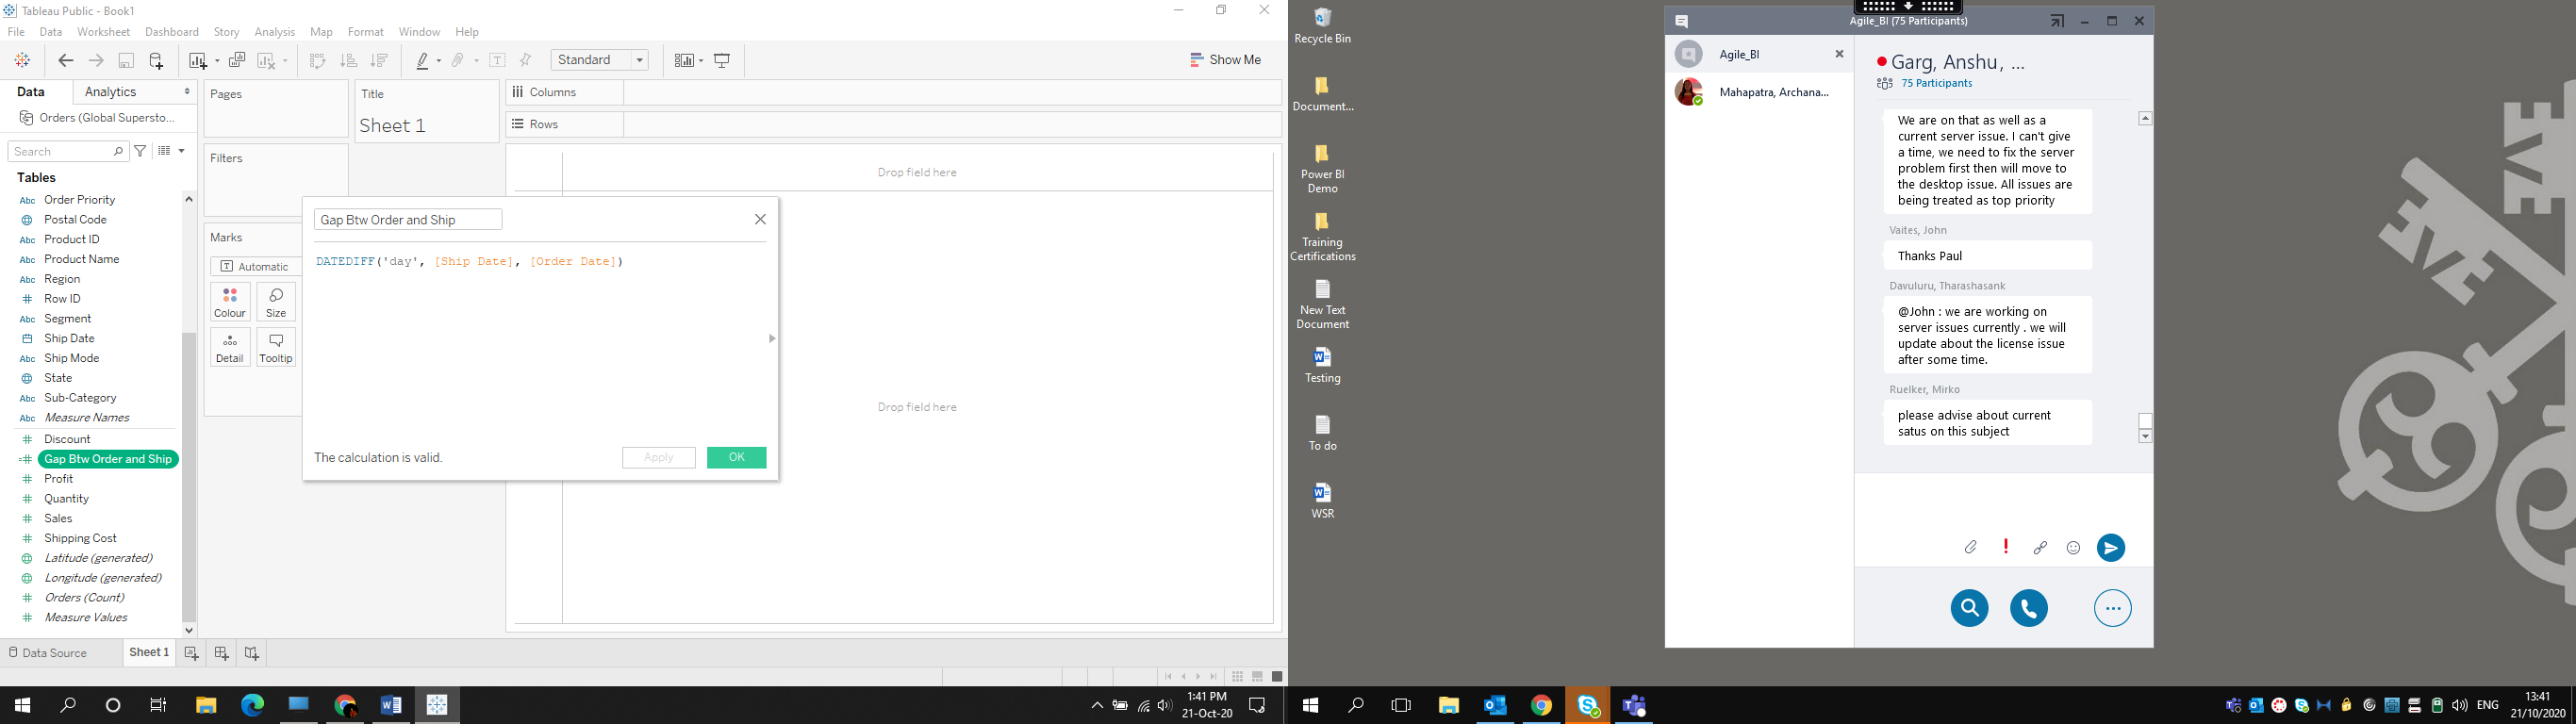 Tableau Public - Book1
File Data Worksheet Dashboard Story Analysis Map Format Window Help
Standard
Show Me
Data
Analytics
Orders (Global Supersto...
Search
Tables
Abc Order Priority
Postal Code
Abc Product ID
Abc Product Name
Abc Region
# Row ID
Abc Segment
Ship Date
Abc Ship Mode
State
Abc Sub-Category
Abc Measure Names
# Discount
=# Gap Btw Order and Ship
# Profit
# Quantity
# Sales
# Shipping Cost
Latitude (generated)
Longitude (generated)
# Orders (Count)
# Measure Values
Pages
Filters
Marks
T Automatic
Colour
Size
Detail
Tooltip
Title
Sheet 1
Columns
Rows
Drop field here
Drop field here
Gap Btw Order and Ship
DATEDIFF('day', [Ship Date], [Order Date])
The calculation is valid.
Apply
OK
Data Source
Sheet 1
1:41 PM
21-Oct-20
Recycle Bin
Document...
Power BI
Demo
Training
Certifications
New Text
Document
Testing
To do
WSR
Agile_BI (75 Participants)
Agile_BI
Mahapatra, Archana...
Garg, Anshu, ...
75 Participants
We are on that as well as a
current server issue. I can't give
a time, we need to fix the server
problem first then will move to
the desktop issue. All issues are
being treated as top priority
Vaites, John
Thanks Paul
Davuluru, Tharashasank
@John : we are working on
server issues currently . we will
update about the license issue
after some time.
Ruelker, Mirko
please advise about current
satus on this subject
EVE
EVE
ENG
13:41
21/10/2020